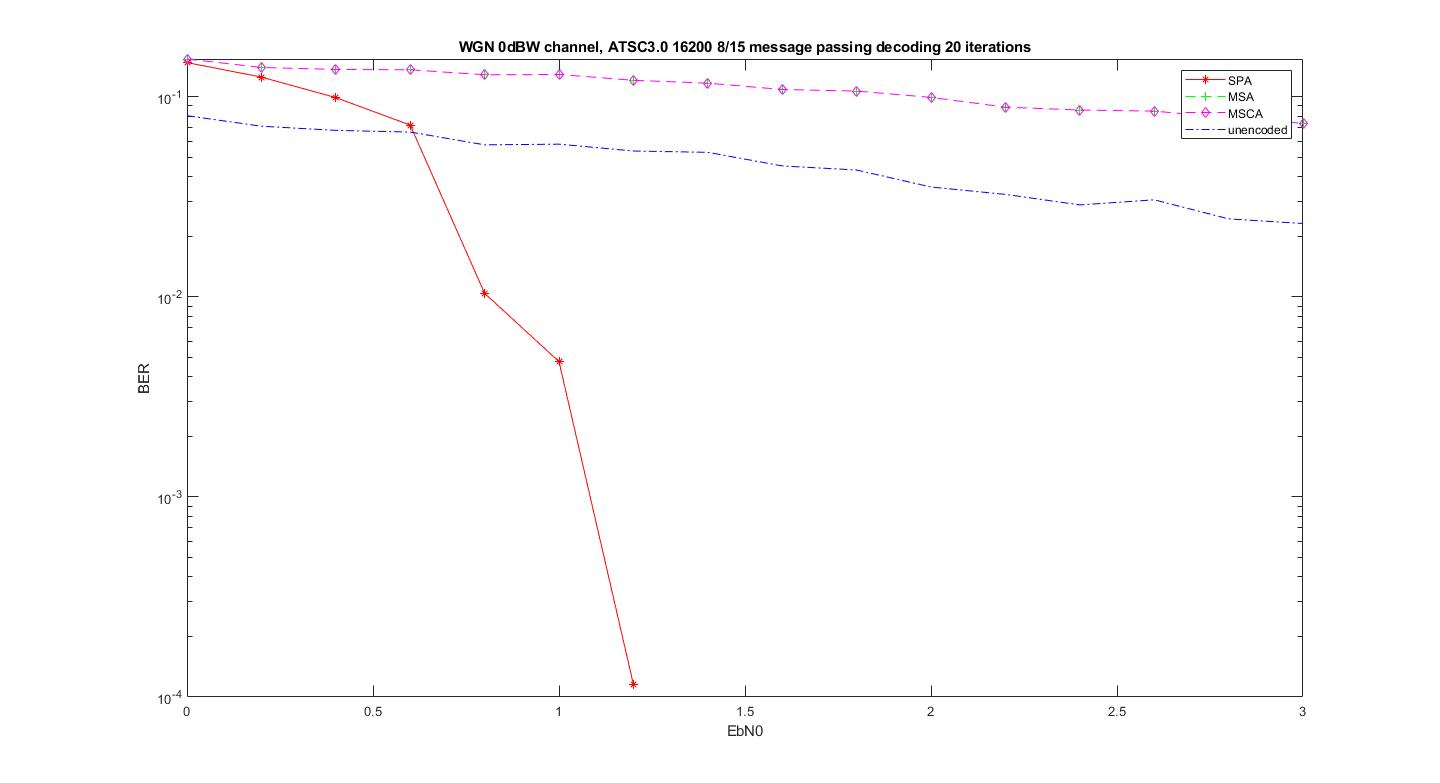 WGN 0dBW channel, ATSC3.0 16200 8/15 message passing decoding 20 iterations
SPA
MSA
MSCA
unencoded
10^-1
10^-2
10^-3
10^-4
BER
0 0.5 1 1.5 2 2.5 3
EbN0